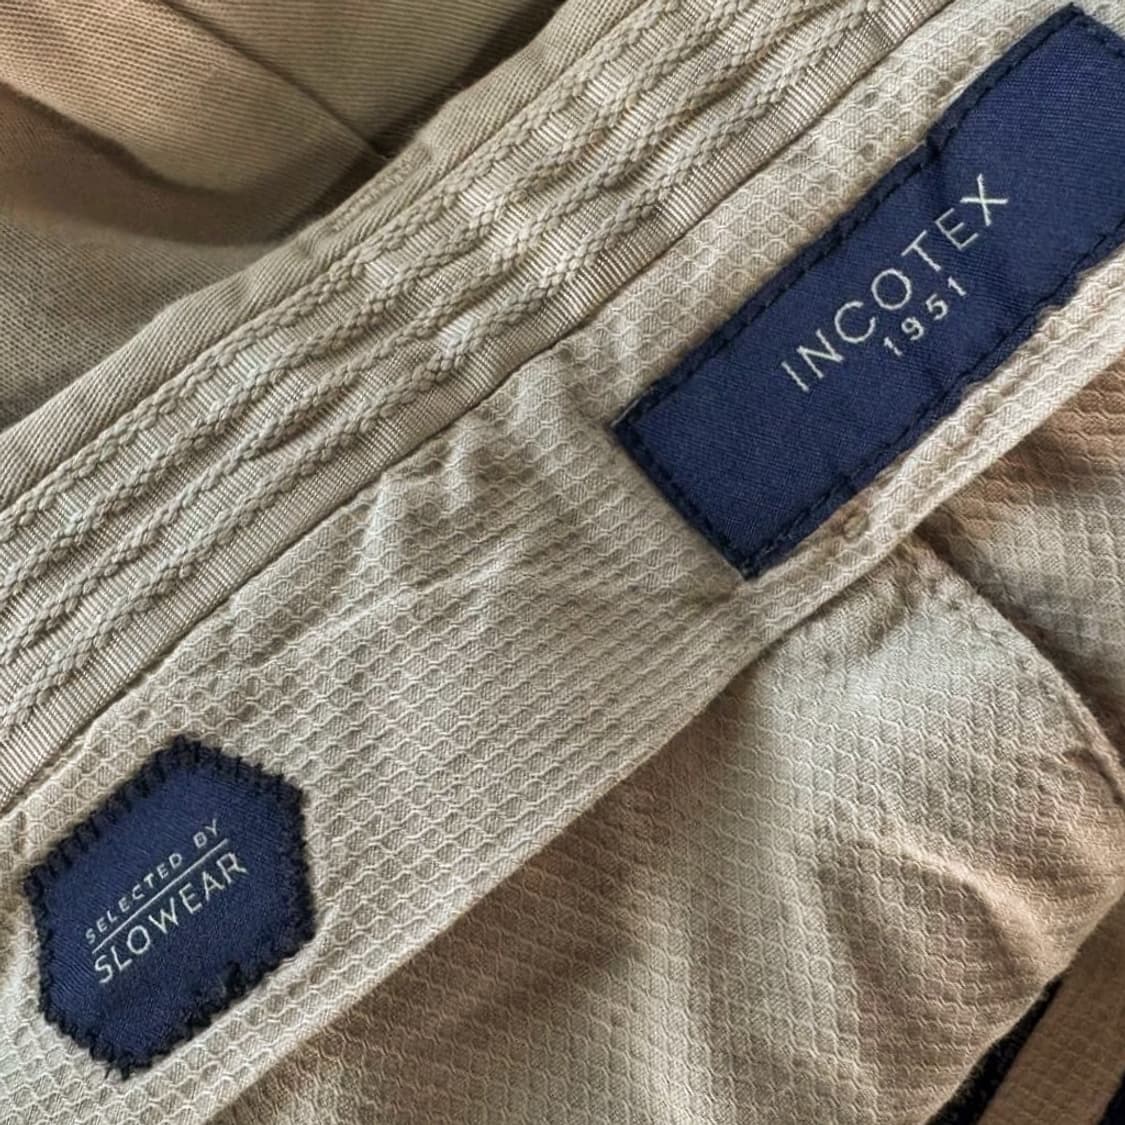 INCOTEX
1951
SELECTED BY
SLOWEAR